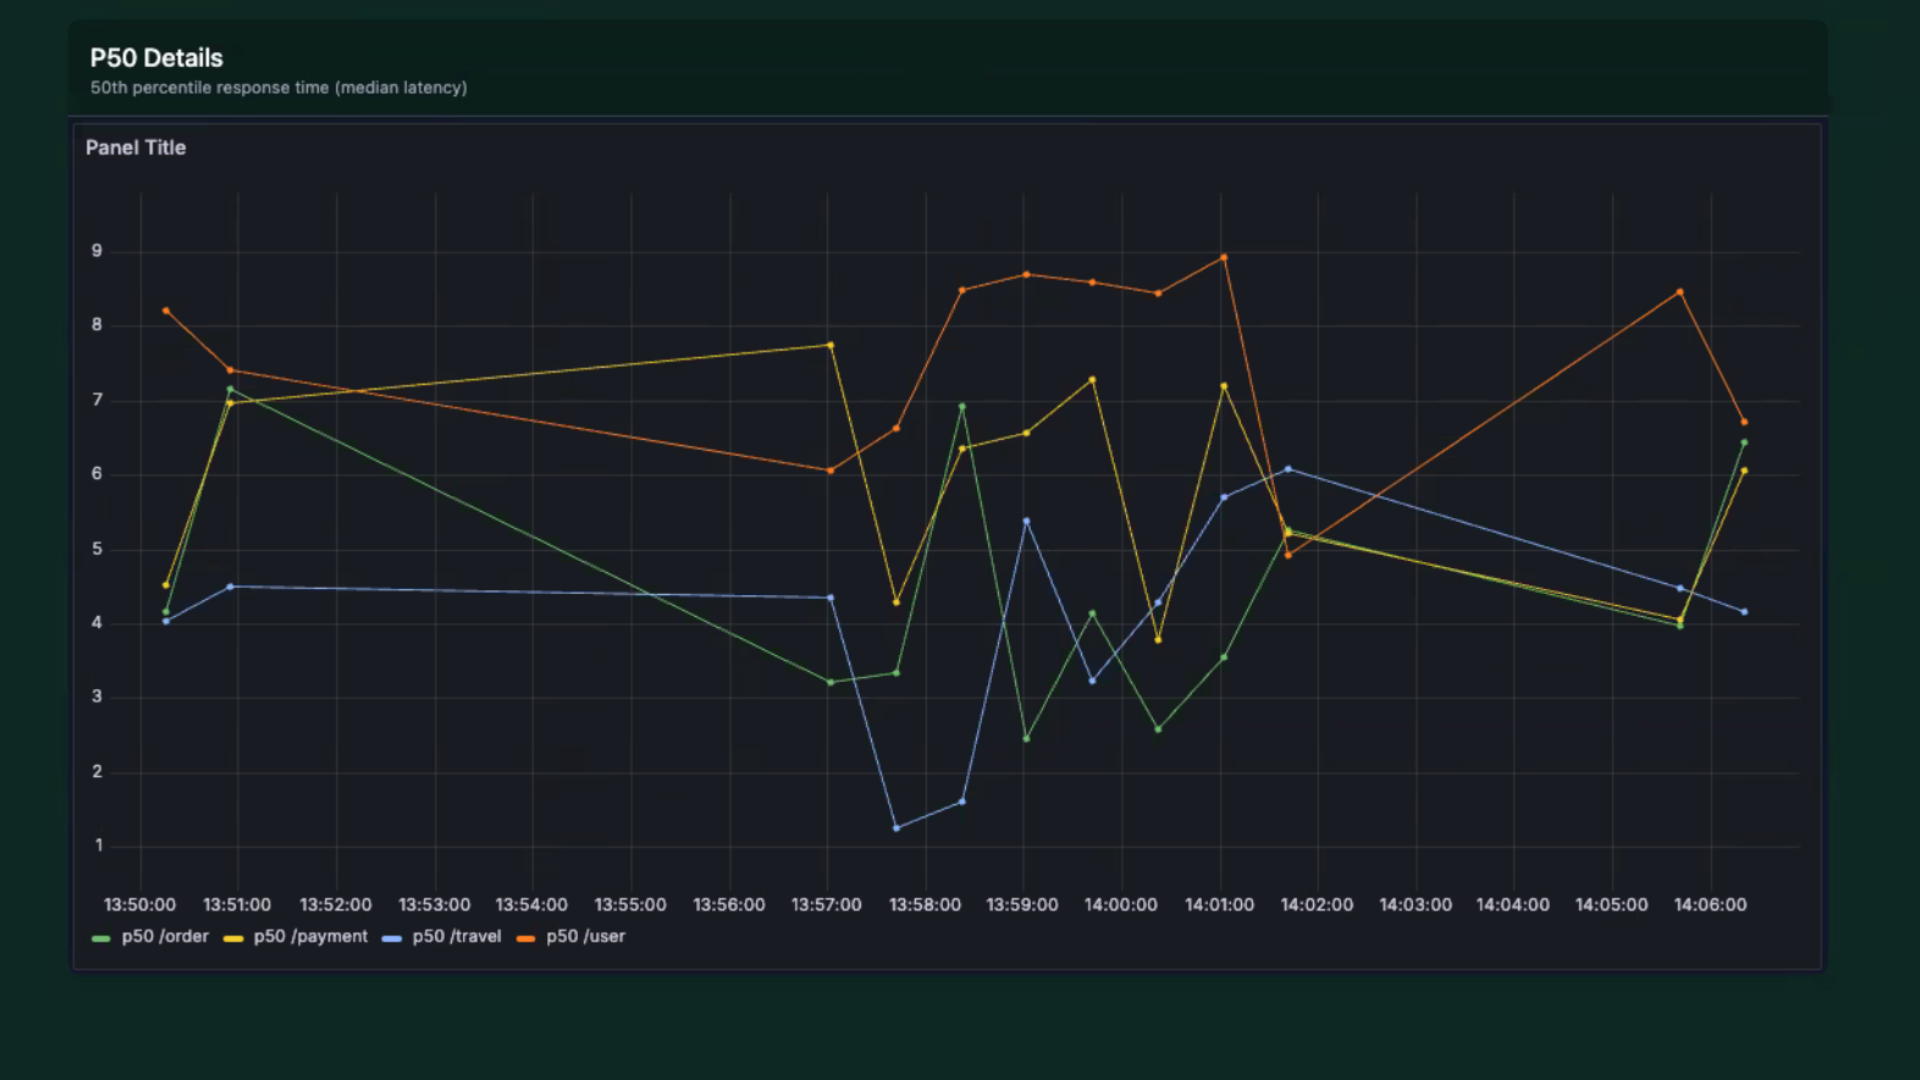 P50 Details
50th percentile response time (median latency)
Panel Title
9
8
7
6
5
4
3
2
1
13:50:00 13:51:00 13:52:00 13:53:00 13:54:00 13:55:00 13:56:00 13:57:00 13:58:00 13:59:00 14:00:00 14:01:00 14:02:00 14:03:00 14:04:00 14:05:00 14:06:00
p50 /order p50 /payment p50 /travel p50 /user